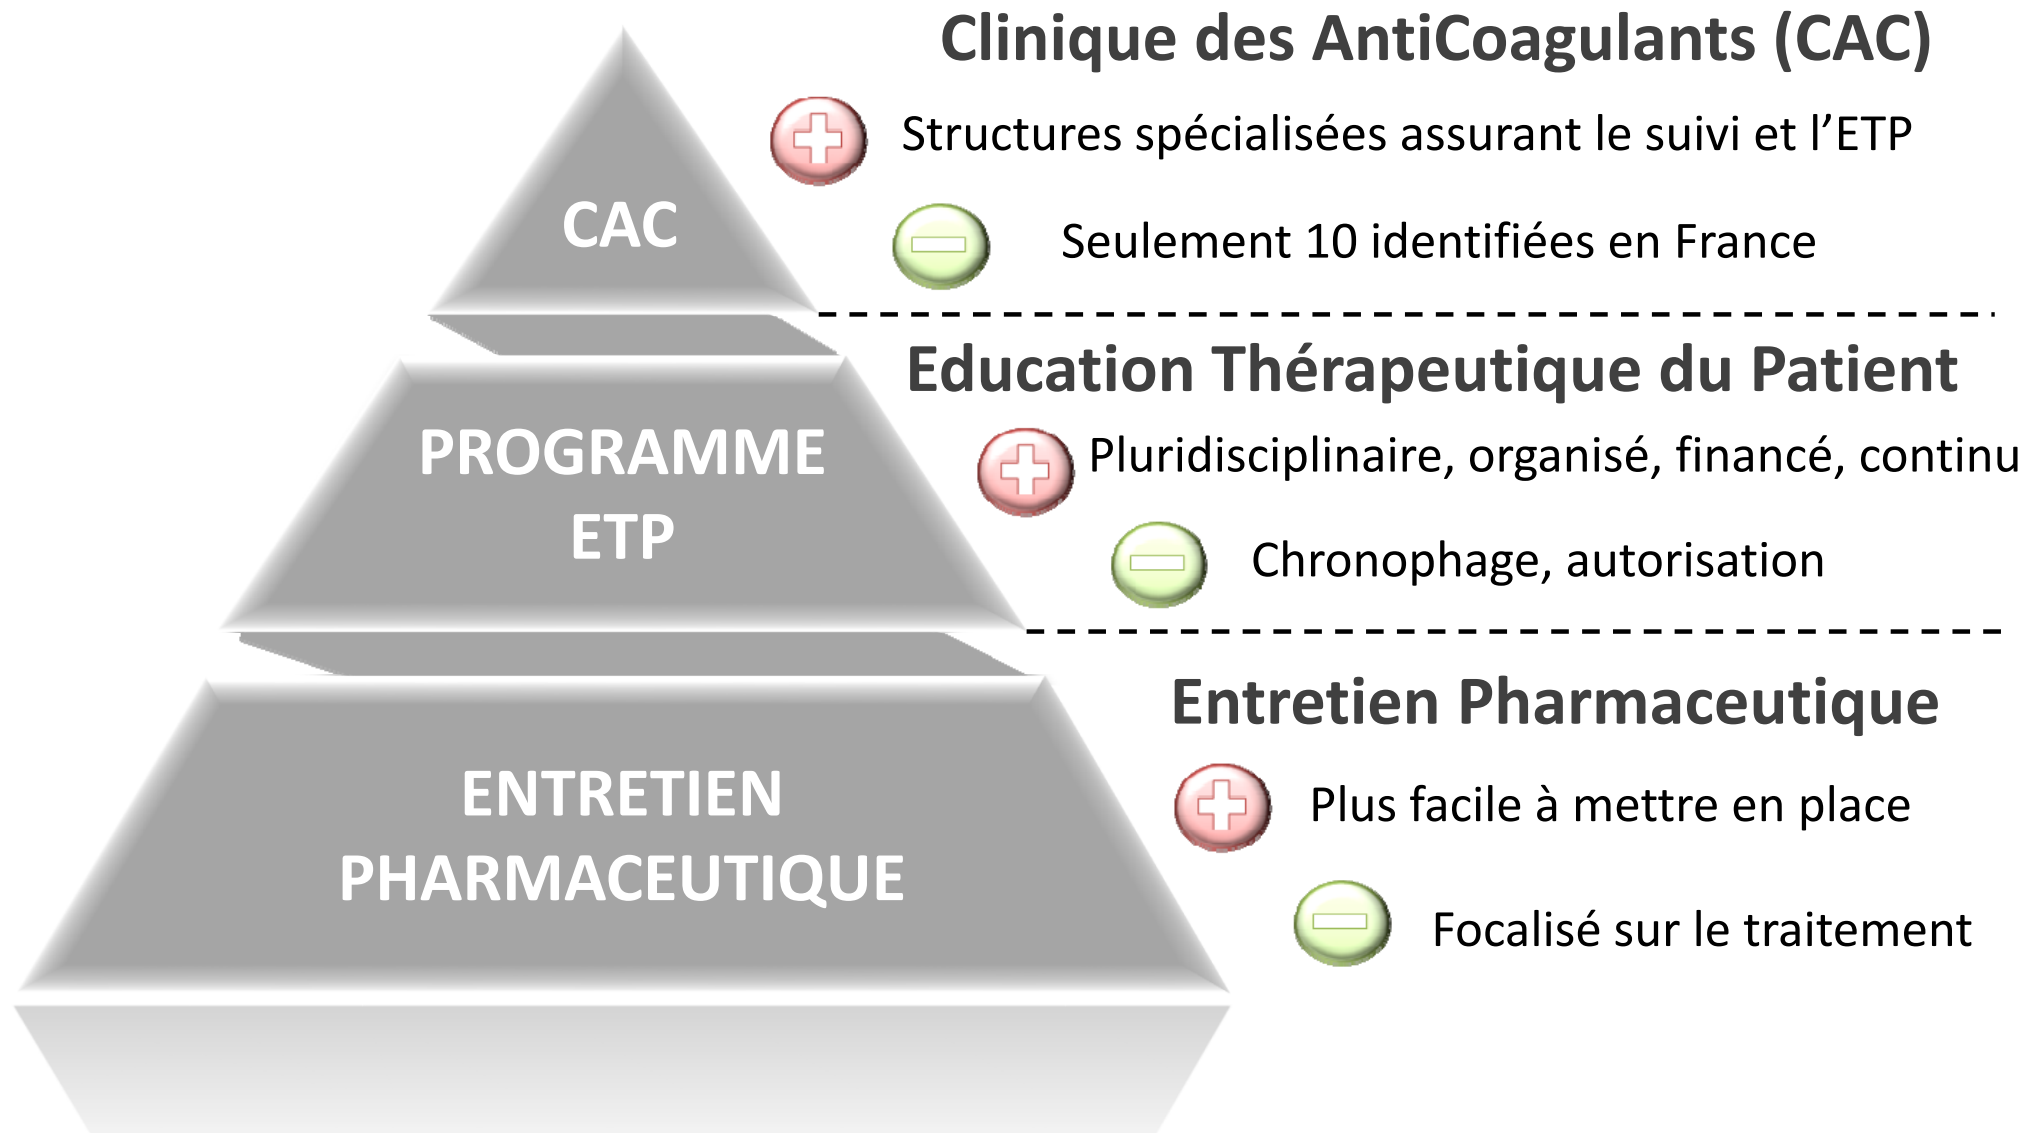 Clinique des AntiCoagulants (CAC)
Structures spécialisées assurant le suivi et l’ETP
CAC
Seulement 10 identifiées en France
Education Thérapeutique du Patient
PROGRAMME
ETP
Pluridisciplinaire, organisé, financé, continu
Chronophage, autorisation
Entretien Pharmaceutique
ENTRETIEN
PHARMACEUTIQUE
Plus facile à mettre en place
Focalisé sur le traitement